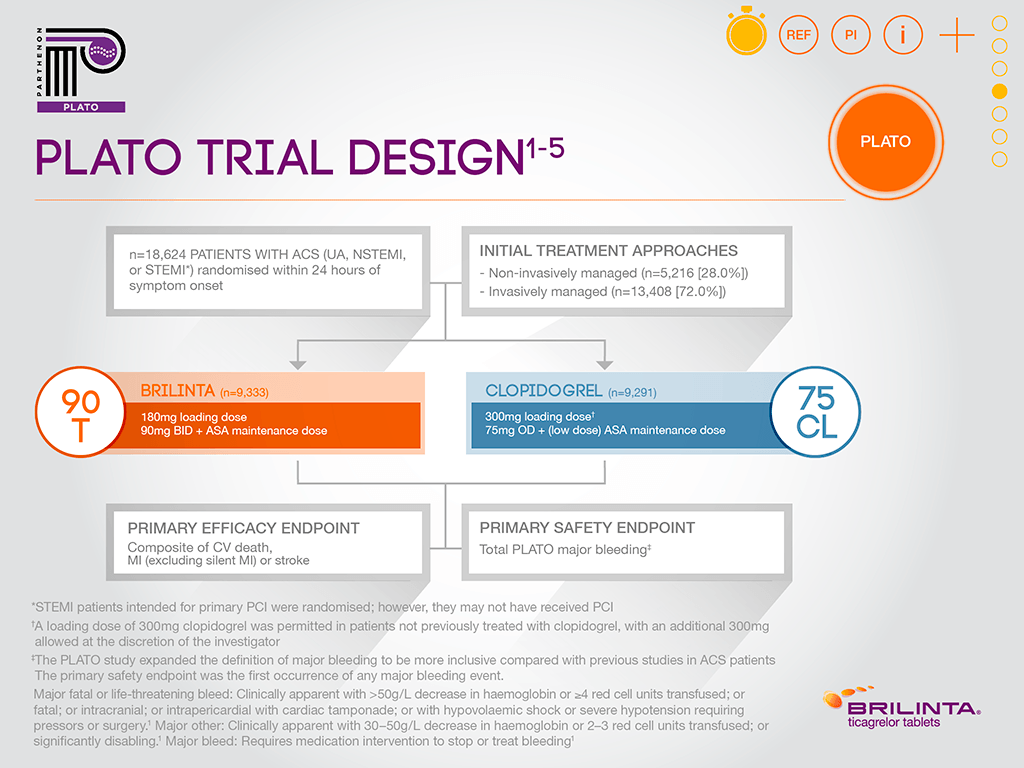 PARTHENON
PLATO
REF
PI
i
PLATO TRIAL DESIGN¹⁻⁵
PLATO
n=18,624 PATIENTS WITH ACS (UA, NSTEMI,
or STEMI*) randomised within 24 hours of
symptom onset
INITIAL TREATMENT APPROACHES
- Non-invasively managed (n=5,216 [28.0%])
- Invasively managed (n=13,408 [72.0%])
90
T
BRILINTA (n=9,333)
180mg loading dose
90mg BID + ASA maintenance dose
CLOPIDOGREL (n=9,291)
300mg loading dose†
75mg OD + (low dose) ASA maintenance dose
75
CL
PRIMARY EFFICACY ENDPOINT
Composite of CV death,
MI (excluding silent MI) or stroke
PRIMARY SAFETY ENDPOINT
Total PLATO major bleeding‡
*STEMI patients intended for primary PCI were randomised; however, they may not have received PCI
†A loading dose of 300mg clopidogrel was permitted in patients not previously treated with clopidogrel, with an additional 300mg
allowed at the discretion of the investigator
‡The PLATO study expanded the definition of major bleeding to be more inclusive compared with previous studies in ACS patients
The primary safety endpoint was the first occurrence of any major bleeding event.
Major fatal or life-threatening bleed: Clinically apparent with >50g/L decrease in haemoglobin or ≥4 red cell units transfused; or
fatal; or intracranial; or intrapericardial with cardiac tamponade; or with hypovolaemic shock or severe hypotension requiring
pressors or surgery.¹ Major other: Clinically apparent with 30–50g/L decrease in haemoglobin or 2–3 red cell units transfused; or
significantly disabling.¹ Major bleed: Requires medication intervention to stop or treat bleeding¹
BRILINTA®
ticagrelor tablets